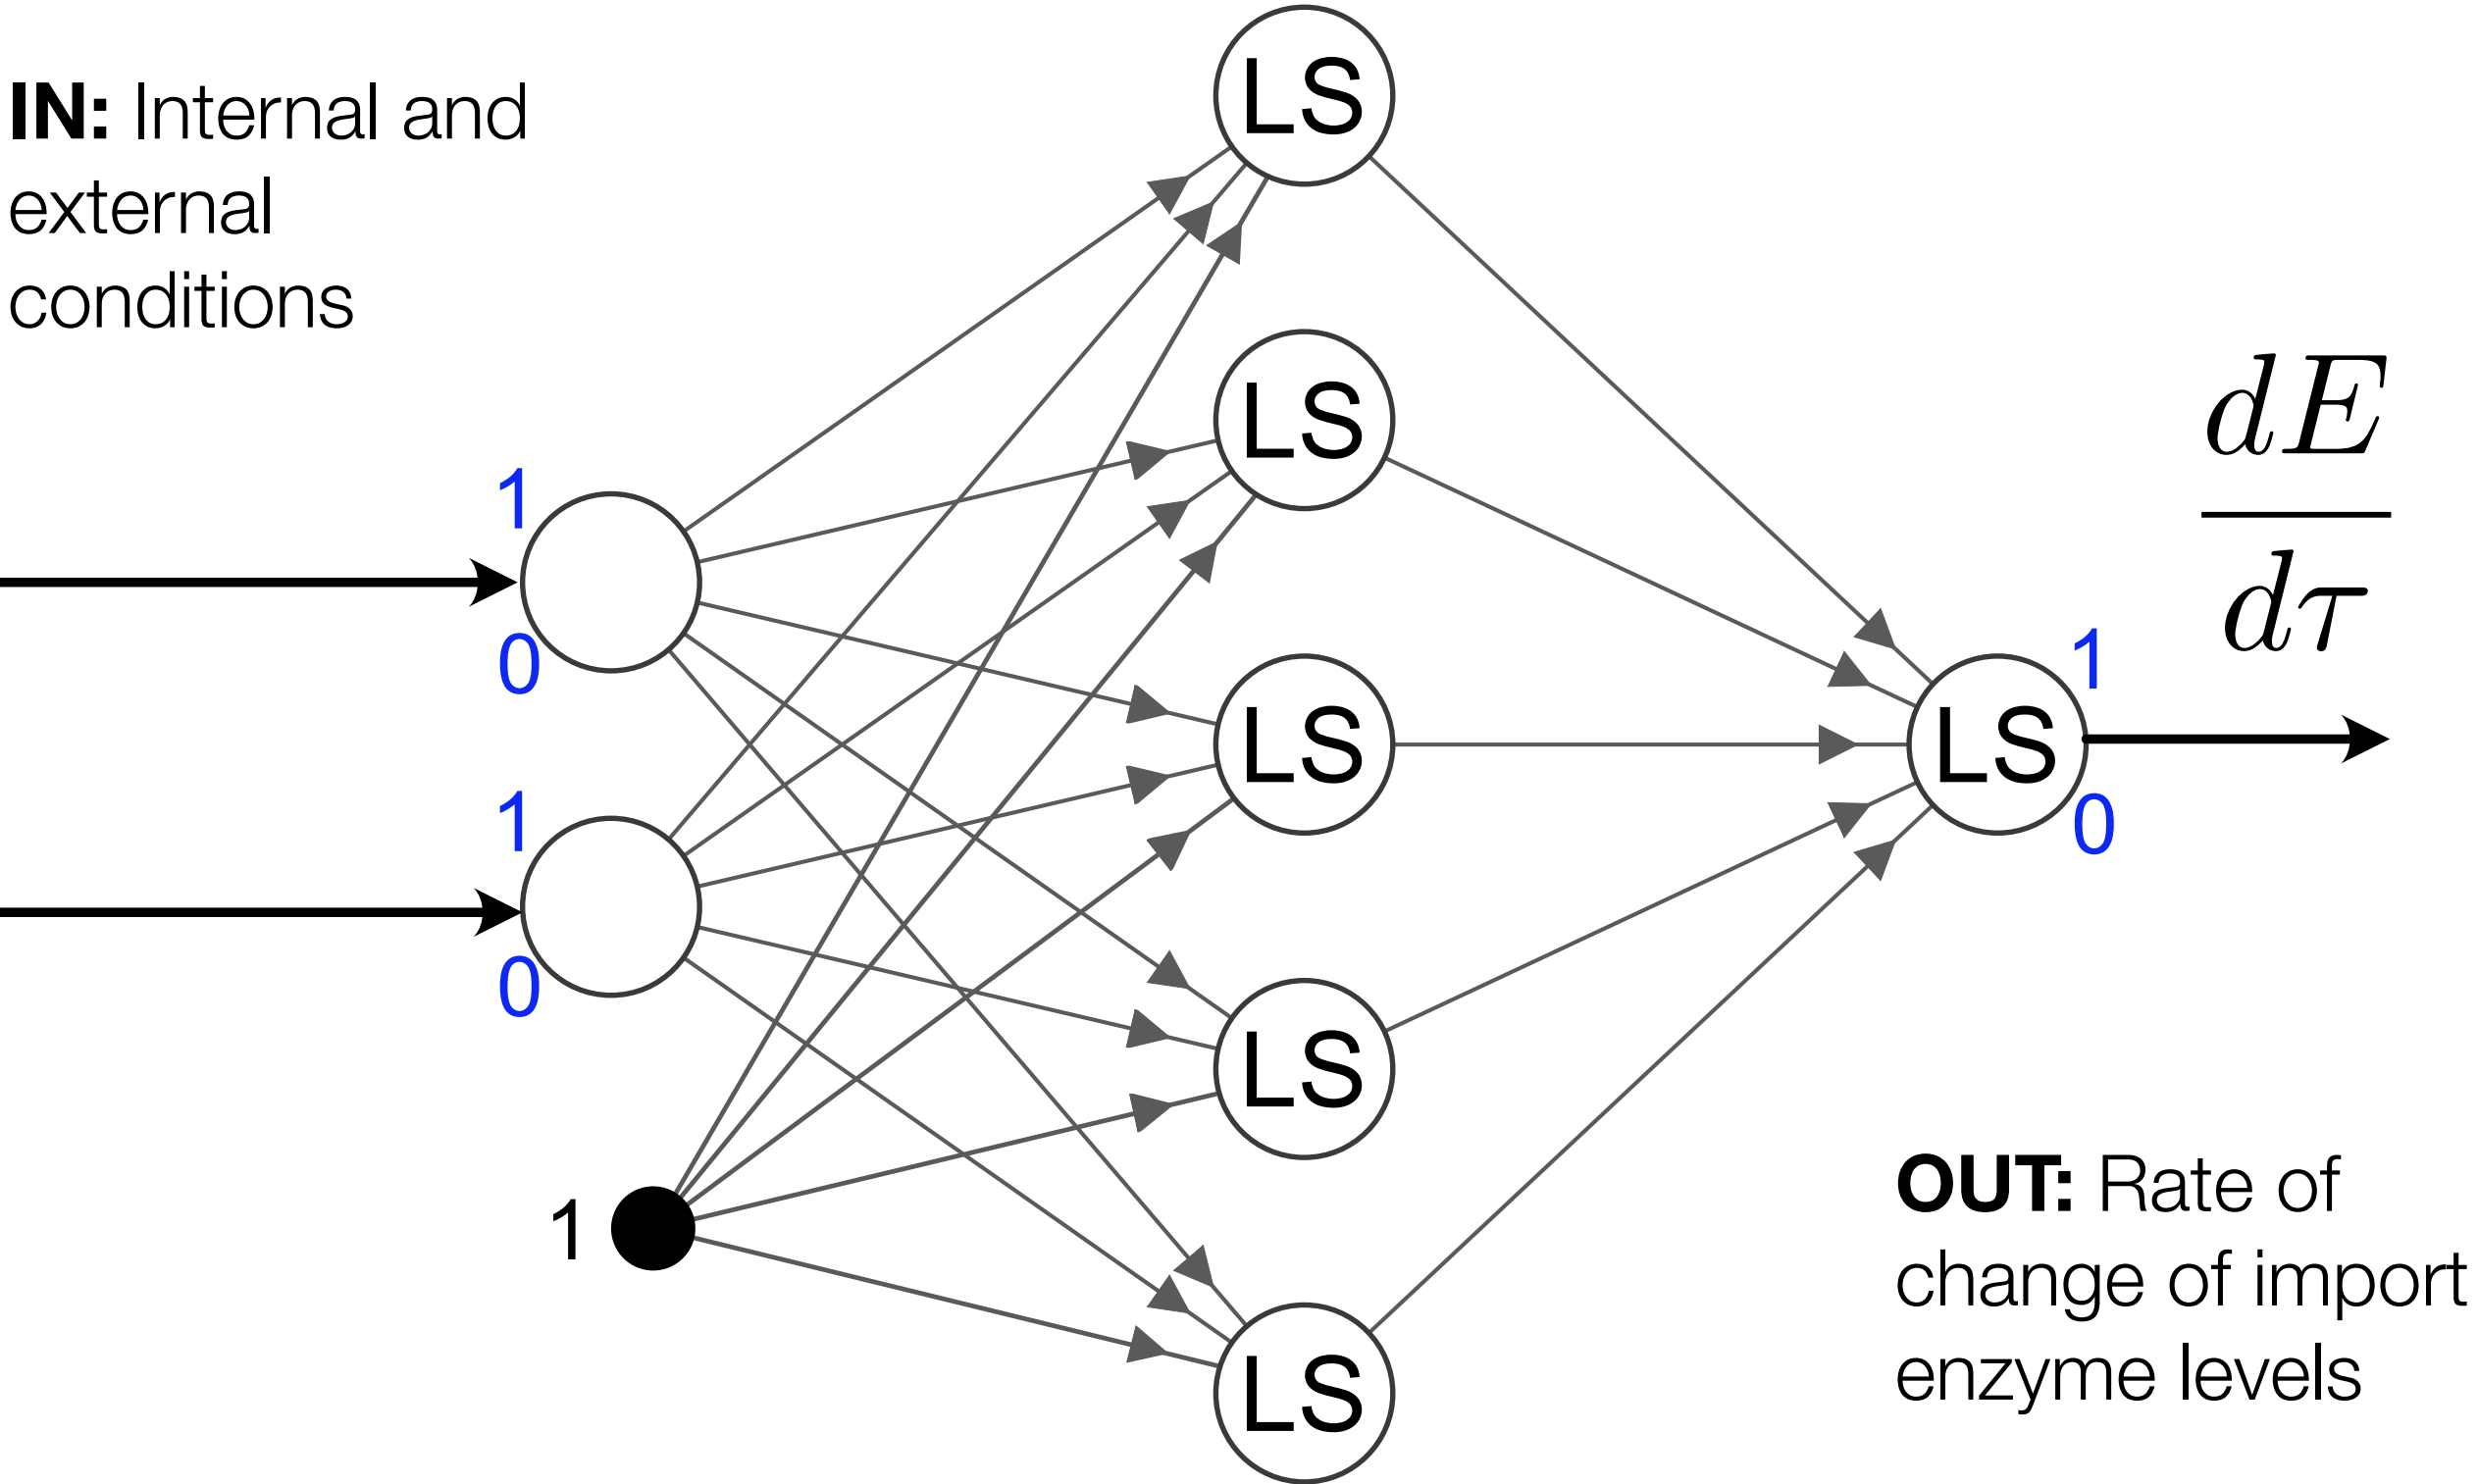 LS
IN: Internal and
external
conditions
LS
dE
dτ
1
0
LS
1
LS
0
1
0
LS
OUT: Rate of
change of import
enzyme levels
1
LS